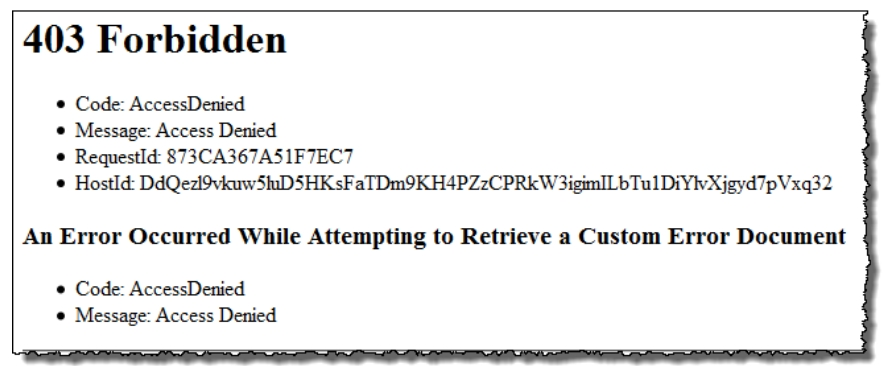 403 Forbidden
Code: AccessDenied
Message: Access Denied
RequestId: 873CA367A51F7EC7
HostId: DdQezl9vkuw5luD5HKsFaTDm9KH4PZzCPRkW3igimILbTu1DiYlvXjgyd7pVxq32
An Error Occurred While Attempting to Retrieve a Custom Error Document
Code: AccessDenied
Message: Access Denied